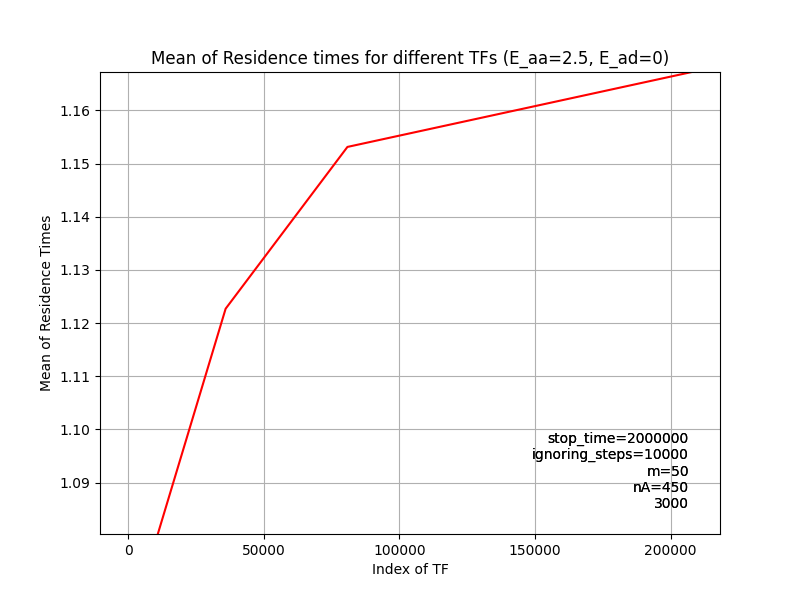 Mean of Residence times for different TFs (E_aa=2.5, E_ad=0)
1.16
1.15
1.14
1.13
1.12
1.11
1.10
1.09
Mean of Residence Times
stop_time=2000000
ignoring_steps=10000
m=50
nA=450
3000
0
50000
100000
150000
200000
Index of TF